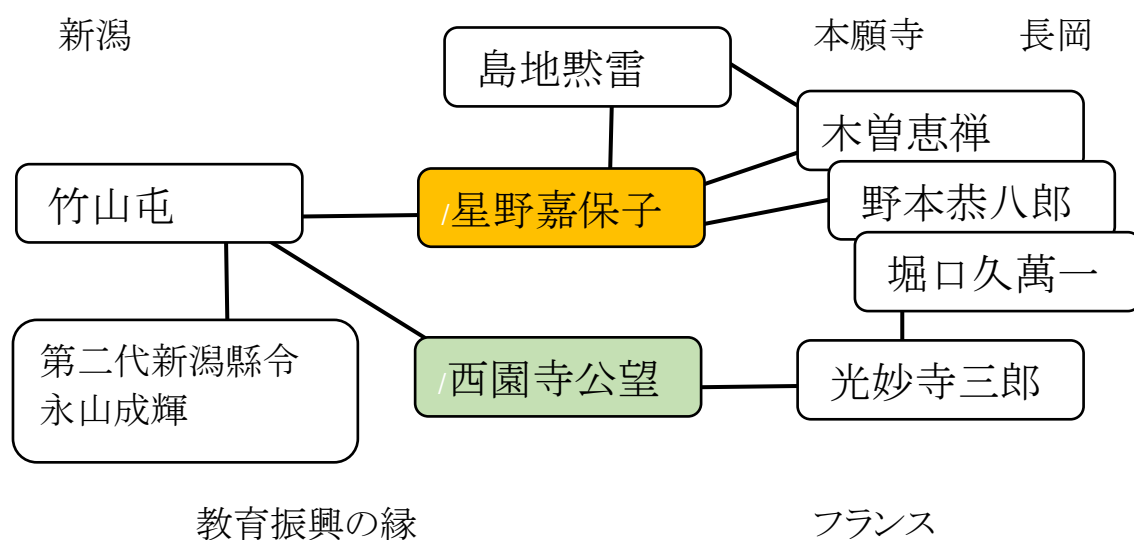 新潟
本願寺
長岡
島地黙雷
木曽恵禅
竹山屯
/星野嘉保子
野本恭八郎
堀口久萬一
第二代新潟縣令
永山成輝
/西園寺公望
光妙寺三郎
教育振興の縁
フランス